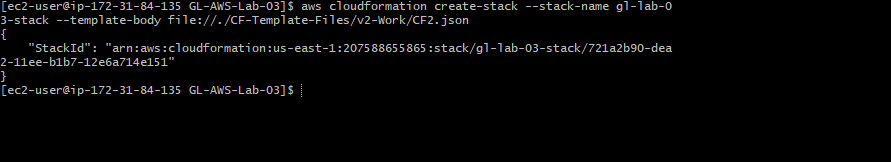 [ec2-user@ip-172-31-84-135 GL-AWS-Lab-03]$ aws cloudformation create-stack --stack-name gl-lab-0
3-stack --template-body file://./CF-Template-Files/v2-Work/CF2.json
{
    "StackId": "arn:aws:cloudformation:us-east-1:207588655865:stack/gl-lab-03-stack/721a2b90-dea
2-11ee-b1b7-12e6a714e151"
}
[ec2-user@ip-172-31-84-135 GL-AWS-Lab-03]$